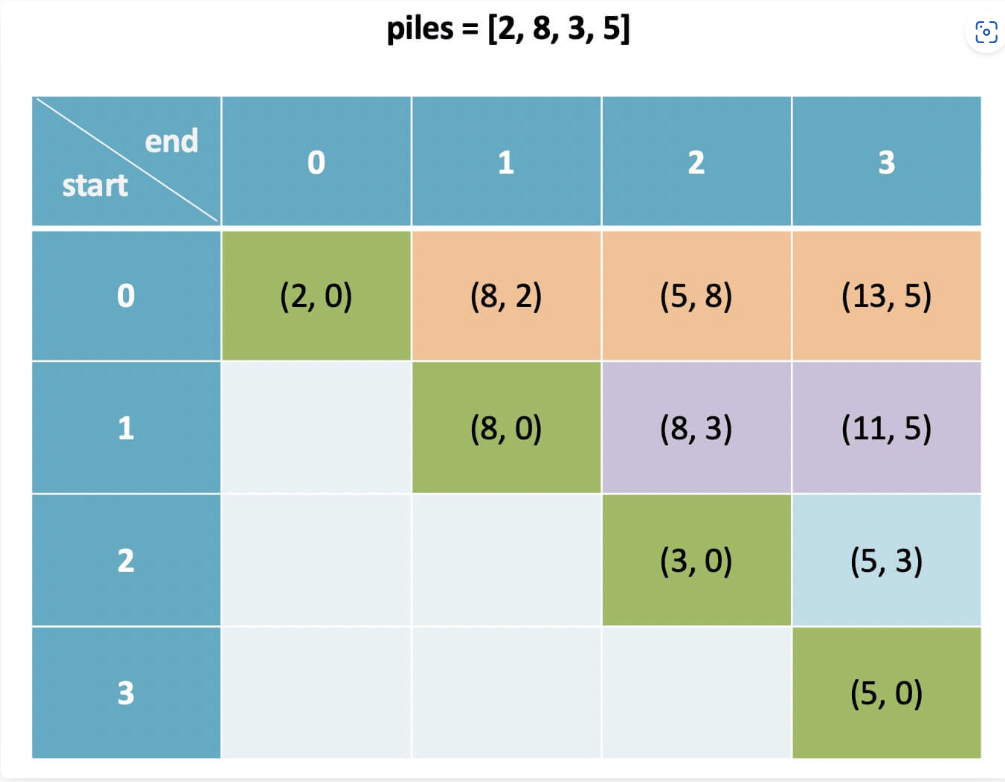 piles = [2, 8, 3, 5]
end
start
0 1 2 3
0 (2, 0) (8, 2) (5, 8) (13, 5)
1 (8, 0) (8, 3) (11, 5)
2 (3, 0) (5, 3)
3 (5, 0)